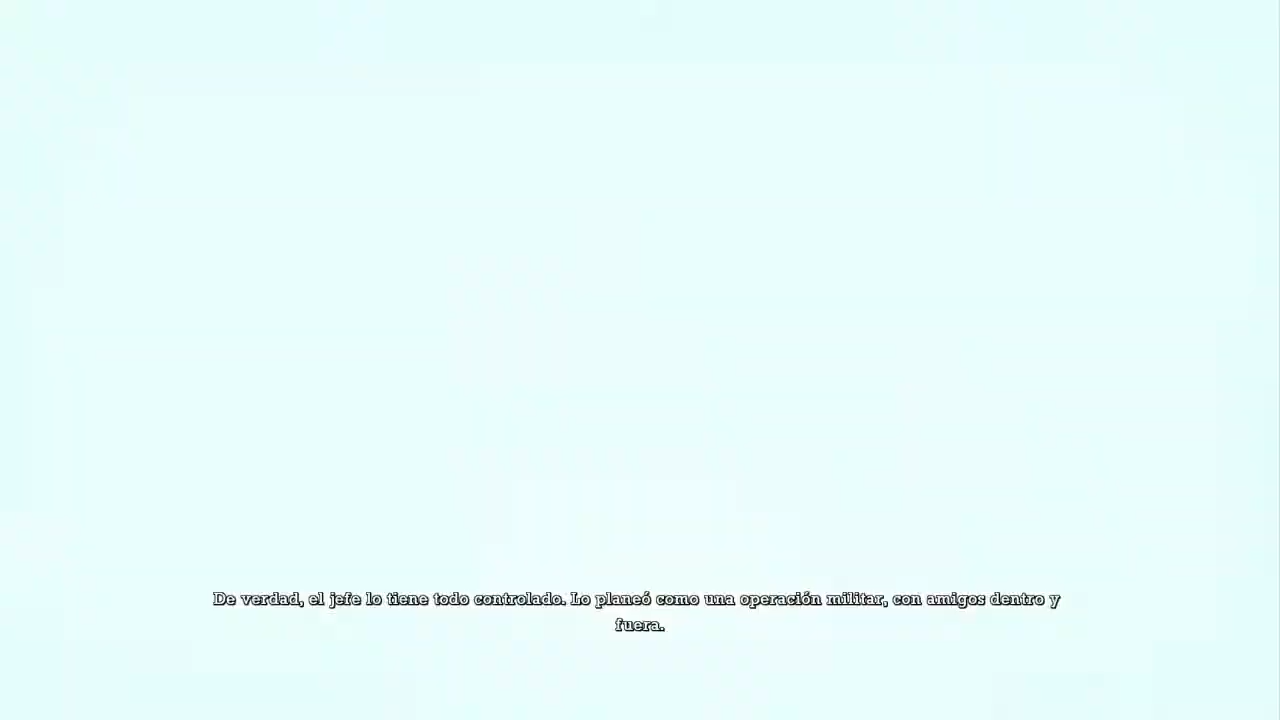 De verdad, el jefe lo tiene todo controlado. Lo planeó como una operación militar, con amigos dentro y
fuera.